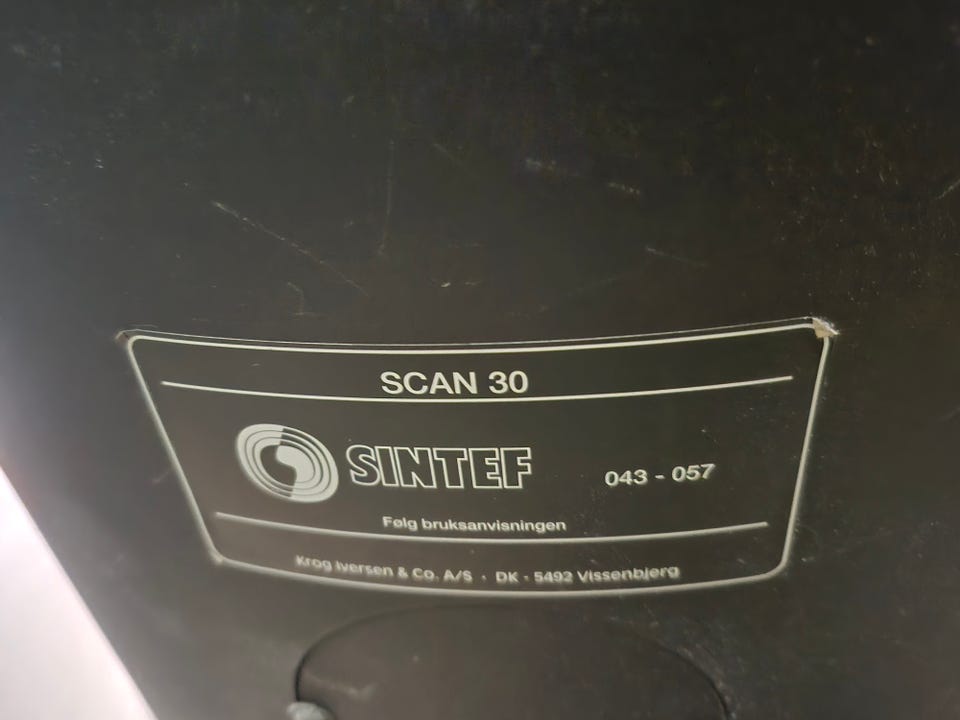 SCAN 30
SINTEF 043 - 057
Følg bruksanvisningen
Krog Iversen & Co. A/S · DK - 5492 Vissenbjerg